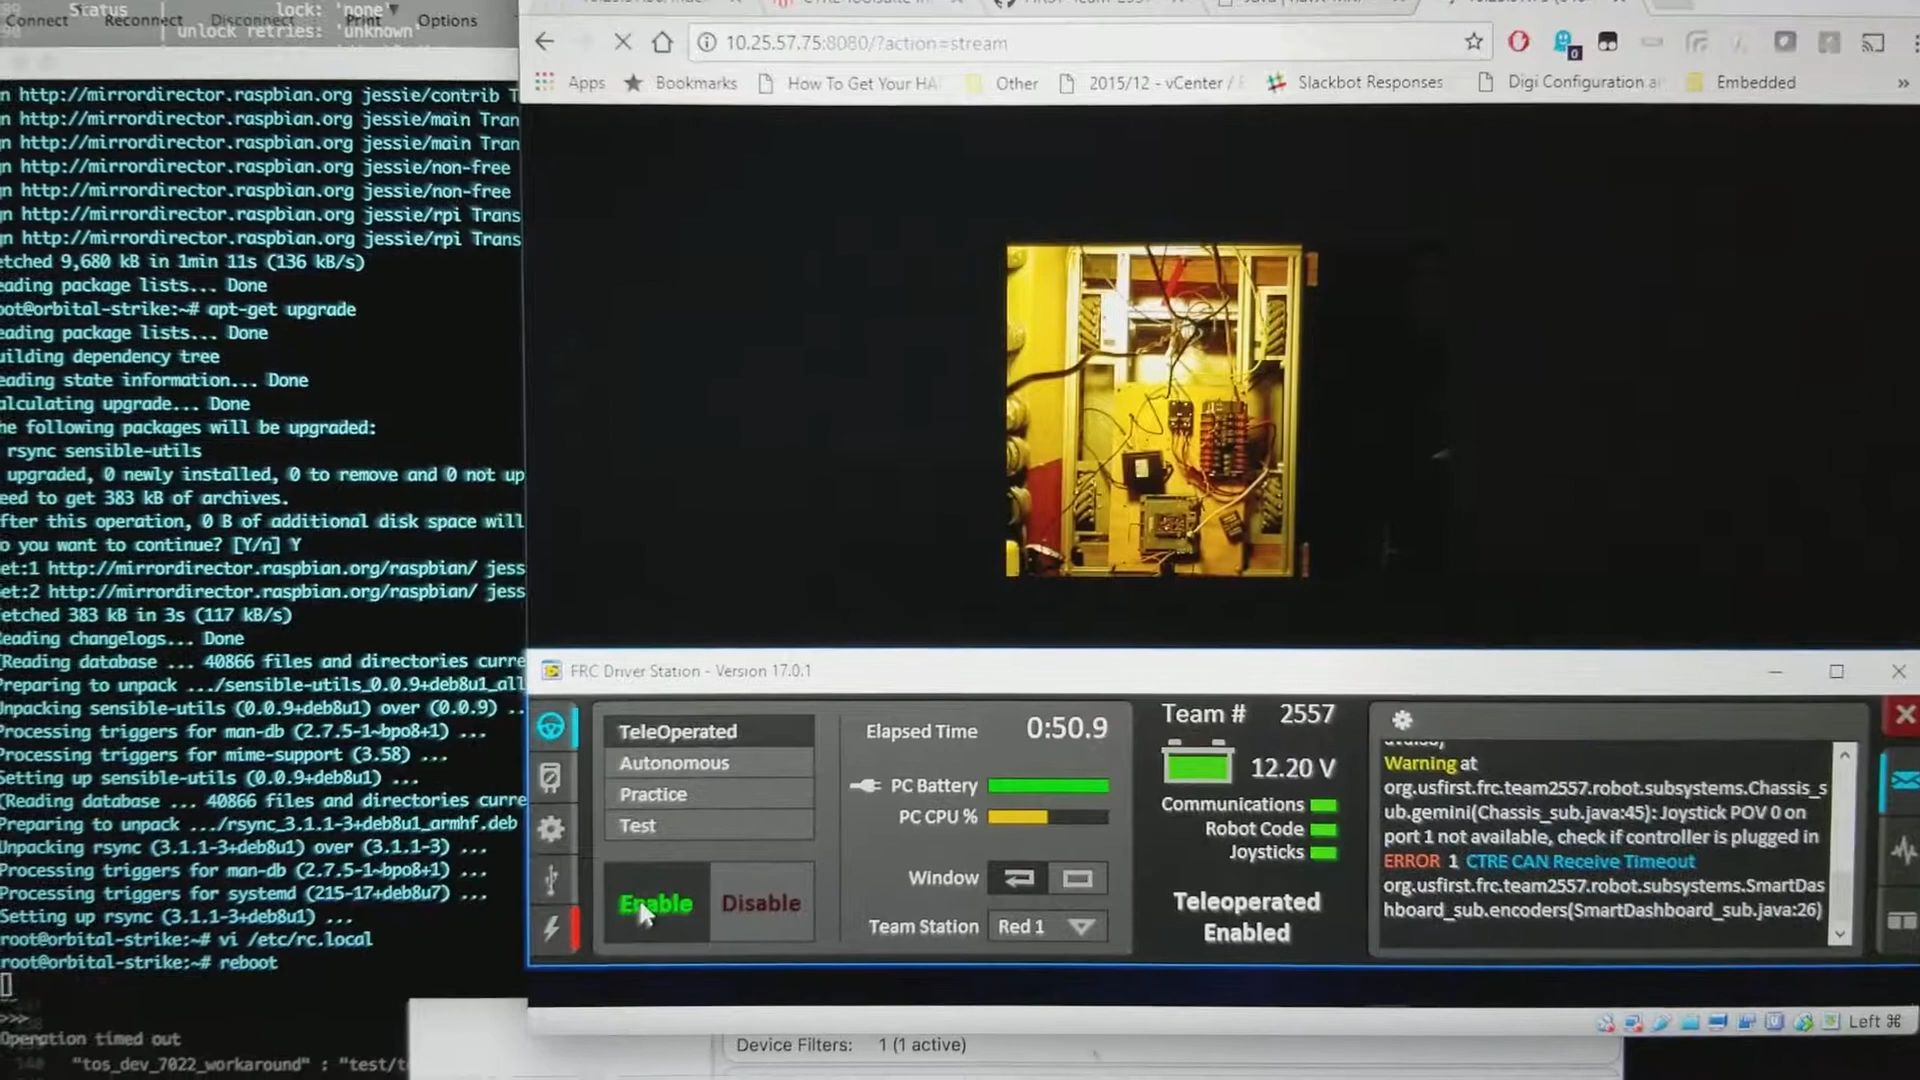 Status
Connect Reconnect Disconnect Print Options
lock: 'none'
unlock retries: 'unknown'
n http://mirrordirector.raspbian.org jessie/contrib T
n http://mirrordirector.raspbian.org jessie/main Tran
n http://mirrordirector.raspbian.org jessie/main Tran
n http://mirrordirector.raspbian.org jessie/non-free
n http://mirrordirector.raspbian.org jessie/non-free
n http://mirrordirector.raspbian.org jessie/rpi Trans
n http://mirrordirector.raspbian.org jessie/rpi Trans
etched 9,680 kB in 1min 11s (136 kB/s)
eading package lists... Done
oot@orbital-strike:~# apt-get upgrade
eading package lists... Done
uilding dependency tree
eading state information... Done
alculating upgrade... Done
he following packages will be upgraded:
rsync sensible-utils
upgraded, 0 newly installed, 0 to remove and 0 not up
eed to get 383 kB of archives.
fter this operation, 0 B of additional disk space will
o you want to continue? [Y/n] Y
et:1 http://mirrordirector.raspbian.org/raspbian/ jess
et:2 http://mirrordirector.raspbian.org/raspbian/ jess
etched 383 kB in 3s (117 kB/s)
eading changelogs... Done
(Reading database ... 40866 files and directories curre
Preparing to unpack .../sensible-utils_0.0.9+deb8u1_all
Unpacking sensible-utils (0.0.9+deb8u1) over (0.0.9) ...
Processing triggers for man-db (2.7.5-1~bpo8+1) ...
Processing triggers for mime-support (3.58) ...
Setting up sensible-utils (0.0.9+deb8u1) ...
(Reading database ... 40866 files and directories curre
Preparing to unpack .../rsync_3.1.1-3+deb8u1_armhf.deb
Unpacking rsync (3.1.1-3+deb8u1) over (3.1.1-3) ...
Processing triggers for man-db (2.7.5-1~bpo8+1) ...
Processing triggers for systemd (215-17+deb8u7) ...
Setting up rsync (3.1.1-3+deb8u1) ...
root@orbital-strike:~# vi /etc/rc.local
root@orbital-strike:~# reboot
>>>
Operation timed out
"tos_dev_7022_workaround" : "test/t
10.25.57.75:8080/?action=stream
0
Apps Bookmarks How To Get Your HA Other 2015/12 - vCenter / Slackbot Responses Digi Configuration a Embedded »
FRC Driver Station - Version 17.0.1
TeleOperated
Autonomous
Practice
Test
Enable Disable
Elapsed Time 0:50.9
PC Battery
PC CPU %
Window
Team Station Red 1
Team # 2557
12.20 V
Communications
Robot Code
Joysticks
Teleoperated
Enabled
Warning at
org.usfirst.frc.team2557.robot.subsystems.Chassis_s
ub.gemini(Chassis_sub.java:45): Joystick POV 0 on
port 1 not available, check if controller is plugged in
ERROR 1 CTRE CAN Receive Timeout
org.usfirst.frc.team2557.robot.subsystems.SmartDas
hboard_sub.encoders(SmartDashboard_sub.java:26)
Left ⌘
Device Filters: 1 (1 active)